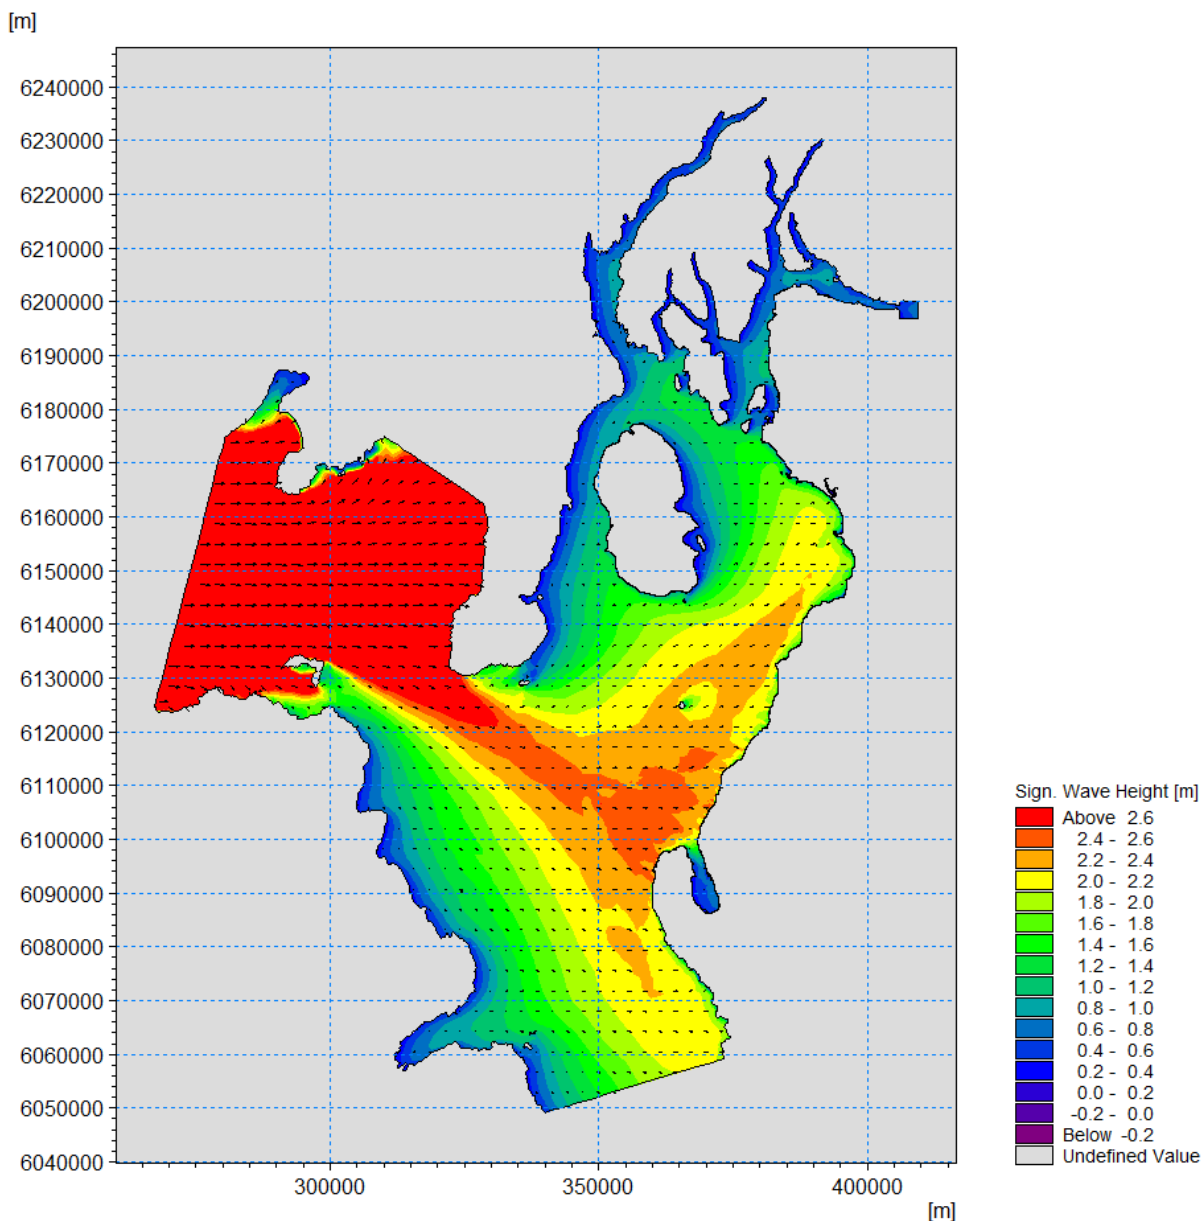 [m]
6240000
6230000
6220000
6210000
6200000
6190000
6180000
6170000
6160000
6150000
6140000
6130000
6120000
6110000
6100000
6090000
6080000
6070000
6060000
6050000
6040000
300000 350000 400000
[m]
Sign. Wave Height [m]
Above 2.6
2.4 - 2.6
2.2 - 2.4
2.0 - 2.2
1.8 - 2.0
1.6 - 1.8
1.4 - 1.6
1.2 - 1.4
1.0 - 1.2
0.8 - 1.0
0.6 - 0.8
0.4 - 0.6
0.2 - 0.4
0.0 - 0.2
-0.2 - 0.0
Below -0.2
Undefined Value